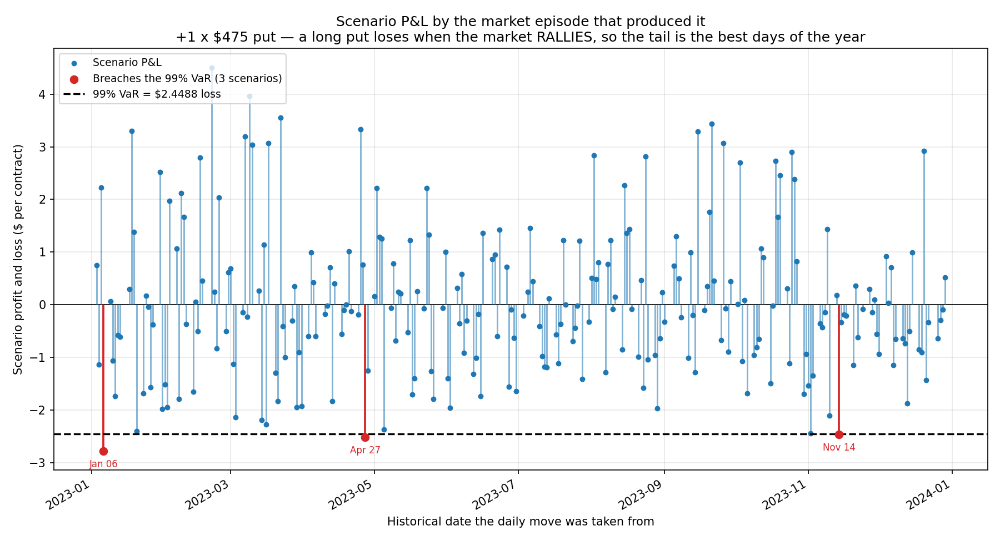 Scenario P&L by the market episode that produced it
+1 x $475 put — a long put loses when the market RALLIES, so the tail is the best days of the year
Scenario P&L
Breaches the 99% VaR (3 scenarios)
99% VaR = $2.4488 loss
Scenario profit and loss ($ per contract)
4
3
2
1
0
−1
−2
−3
Jan 06
Apr 27
Nov 14
2023-01
2023-03
2023-05
2023-07
2023-09
2023-11
2024-01
Historical date the daily move was taken from